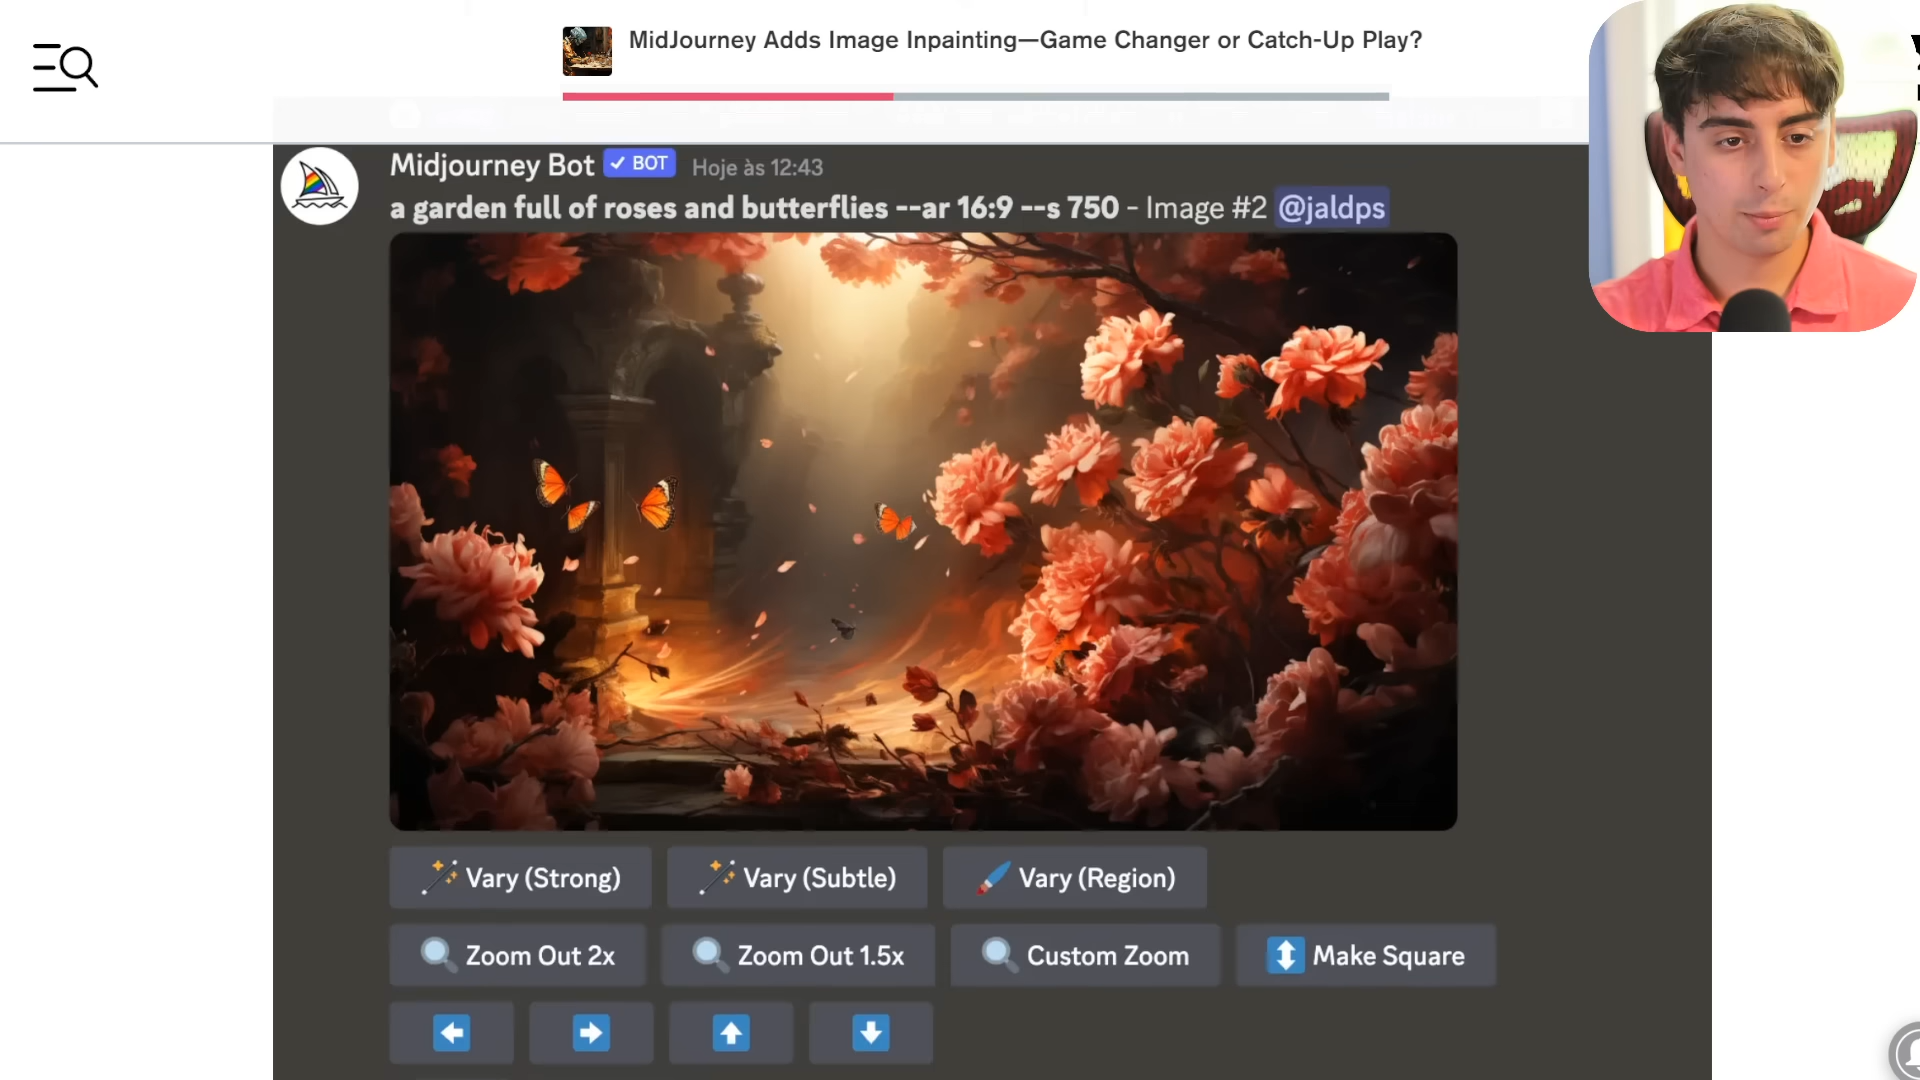 MidJourney Adds Image Inpainting—Game Changer or Catch-Up Play?
Midjourney Bot ✓ BOT Hoje às 12:43
a garden full of roses and butterflies --ar 16:9 --s 750 - Image #2 @jaldps
Vary (Strong) Vary (Subtle) Vary (Region)
Zoom Out 2x Zoom Out 1.5x Custom Zoom Make Square